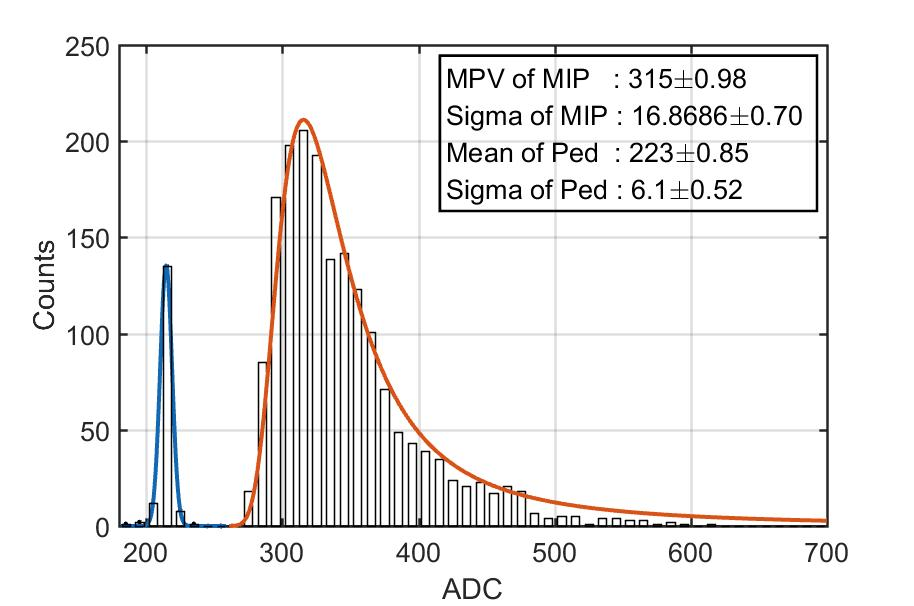 250
200
150
100
50
0
Counts
MPV of MIP : 315±0.98
Sigma of MIP : 16.8686±0.70
Mean of Ped : 223±0.85
Sigma of Ped : 6.1±0.52
200 300 400 500 600 700
ADC